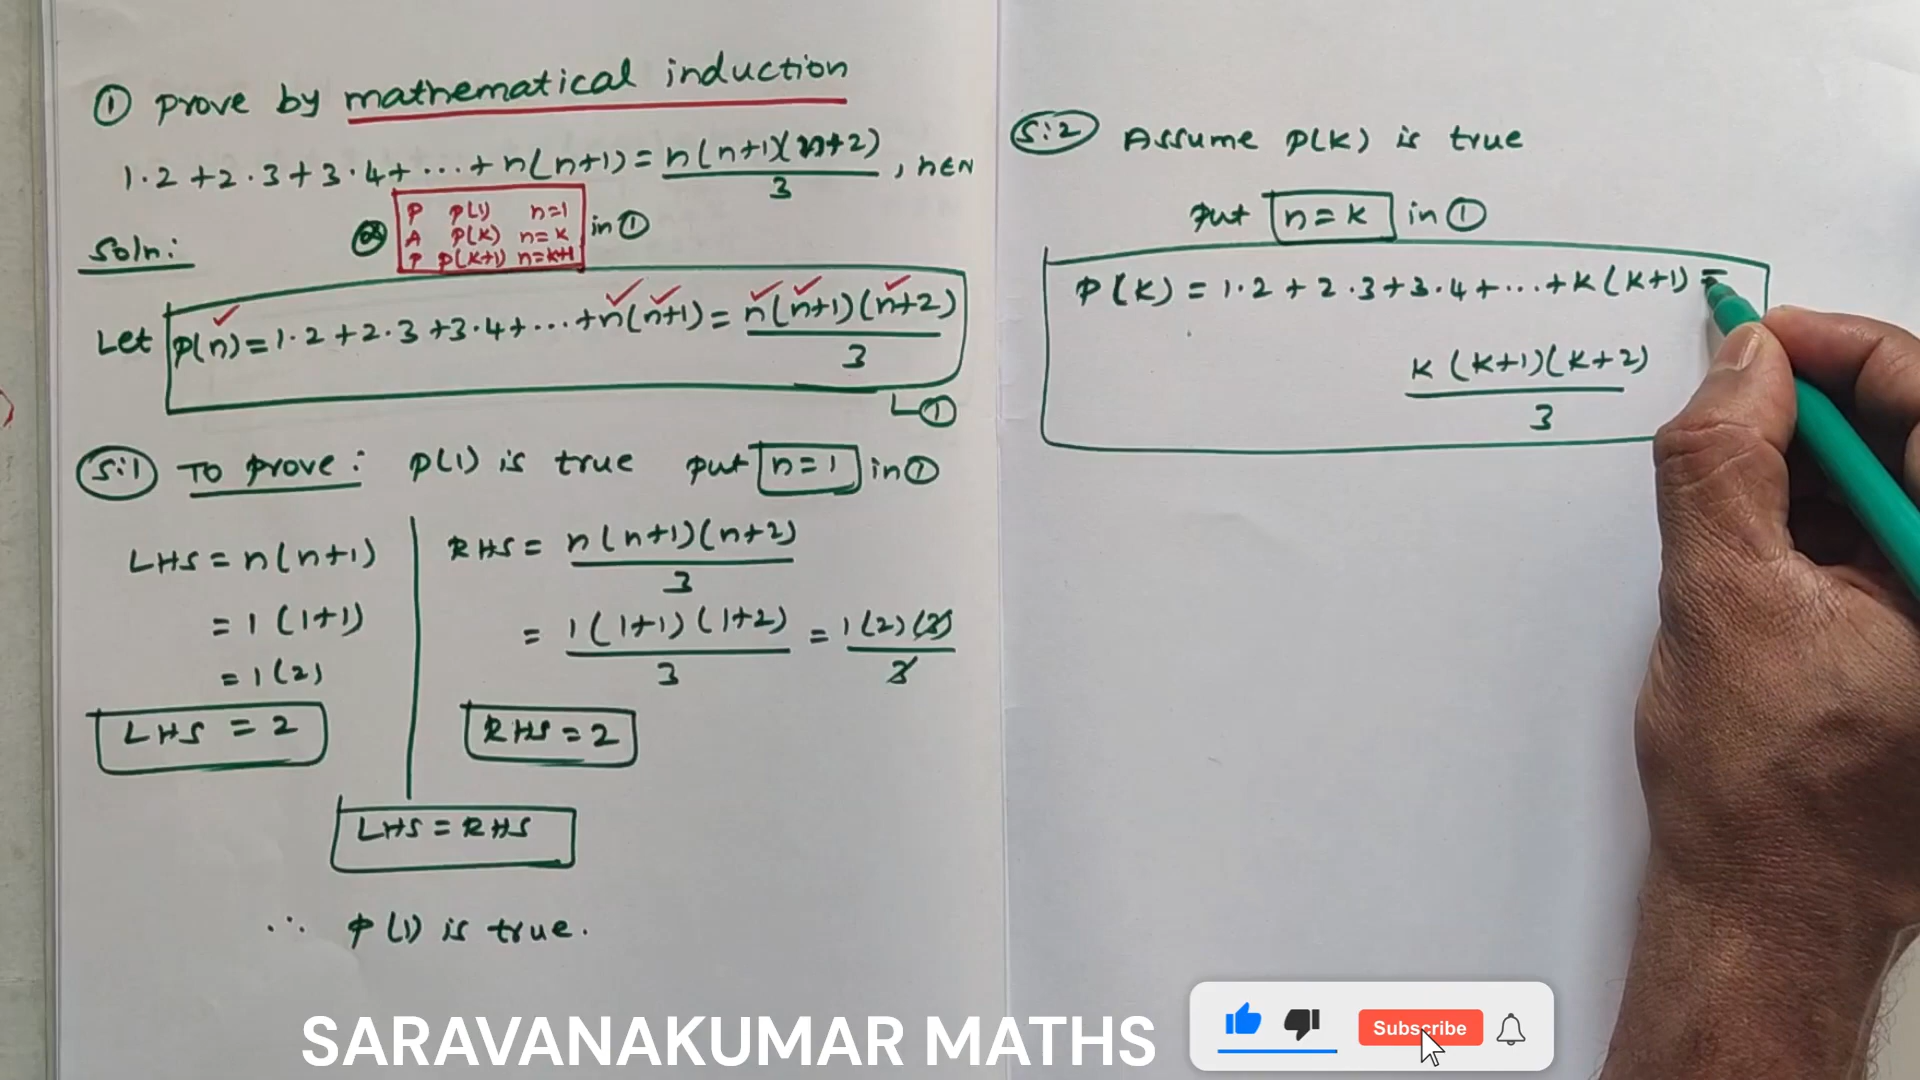 ① Prove by mathematical induction
1·2 + 2·3 + 3·4 + ... + n(n+1) = n(n+1)(n+2)/3, n∈N
P P(1) n=1
A P(K) n=K in ①
P P(K+1) n=K+1
Soln:
Let P(n) = 1·2 + 2·3 + 3·4 + ... + n(n+1) = n(n+1)(n+2)/3
①
S:1 To prove: P(1) is true put n=1 in ①
LHS = n(n+1)
= 1(1+1)
= 1(2)
LHS = 2
RHS = n(n+1)(n+2)/3
= 1(1+1)(1+2)/3 = 1(2)(3)/3
RHS = 2
LHS = RHS
∴ P(1) is true.
S:2 Assume P(K) is true
put n=K in ①
P(K) = 1·2 + 2·3 + 3·4 + ... + K(K+1) =
K(K+1)(K+2)/3
SARAVANAKUMAR MATHS
Subscribe